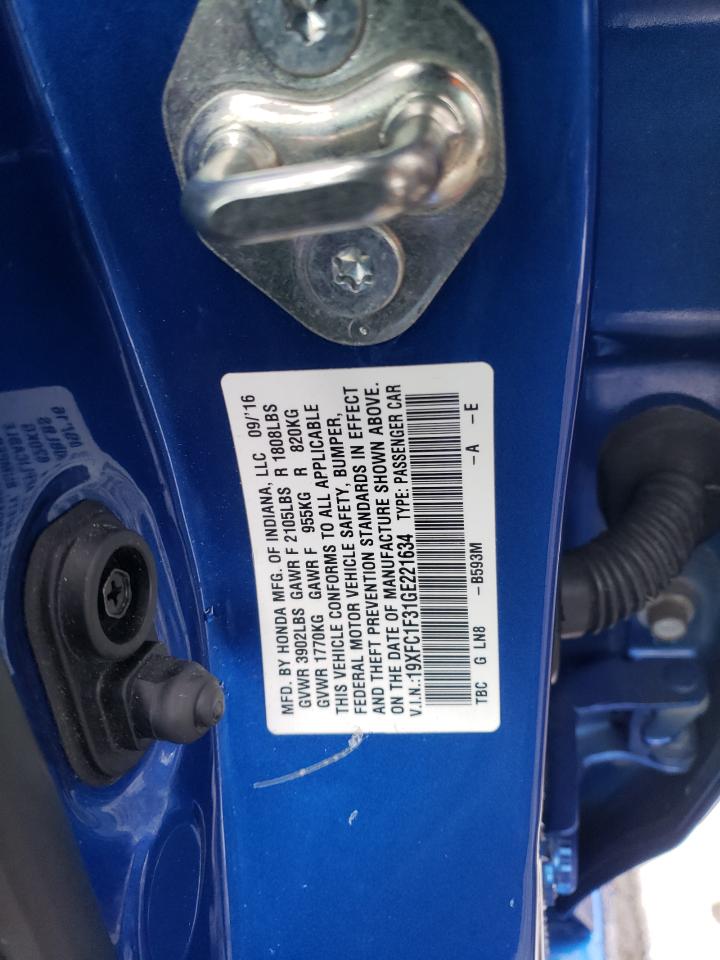 MFD. BY HONDA MFG. OF INDIANA, LLC 09/'16
GVWR 3902LBS GAWR F 2105LBS R 1808LBS
GVWR 1770KG GAWR F 955KG R 820KG
THIS VEHICLE CONFORMS TO ALL APPLICABLE
FEDERAL MOTOR VEHICLE SAFETY, BUMPER,
AND THEFT PREVENTION STANDARDS IN EFFECT
ON THE DATE OF MANUFACTURE SHOWN ABOVE.
V.I.N.:19XFC1F31GE221634 TYPE: PASSENGER CAR
TBC G LN8 -B593M -A -E